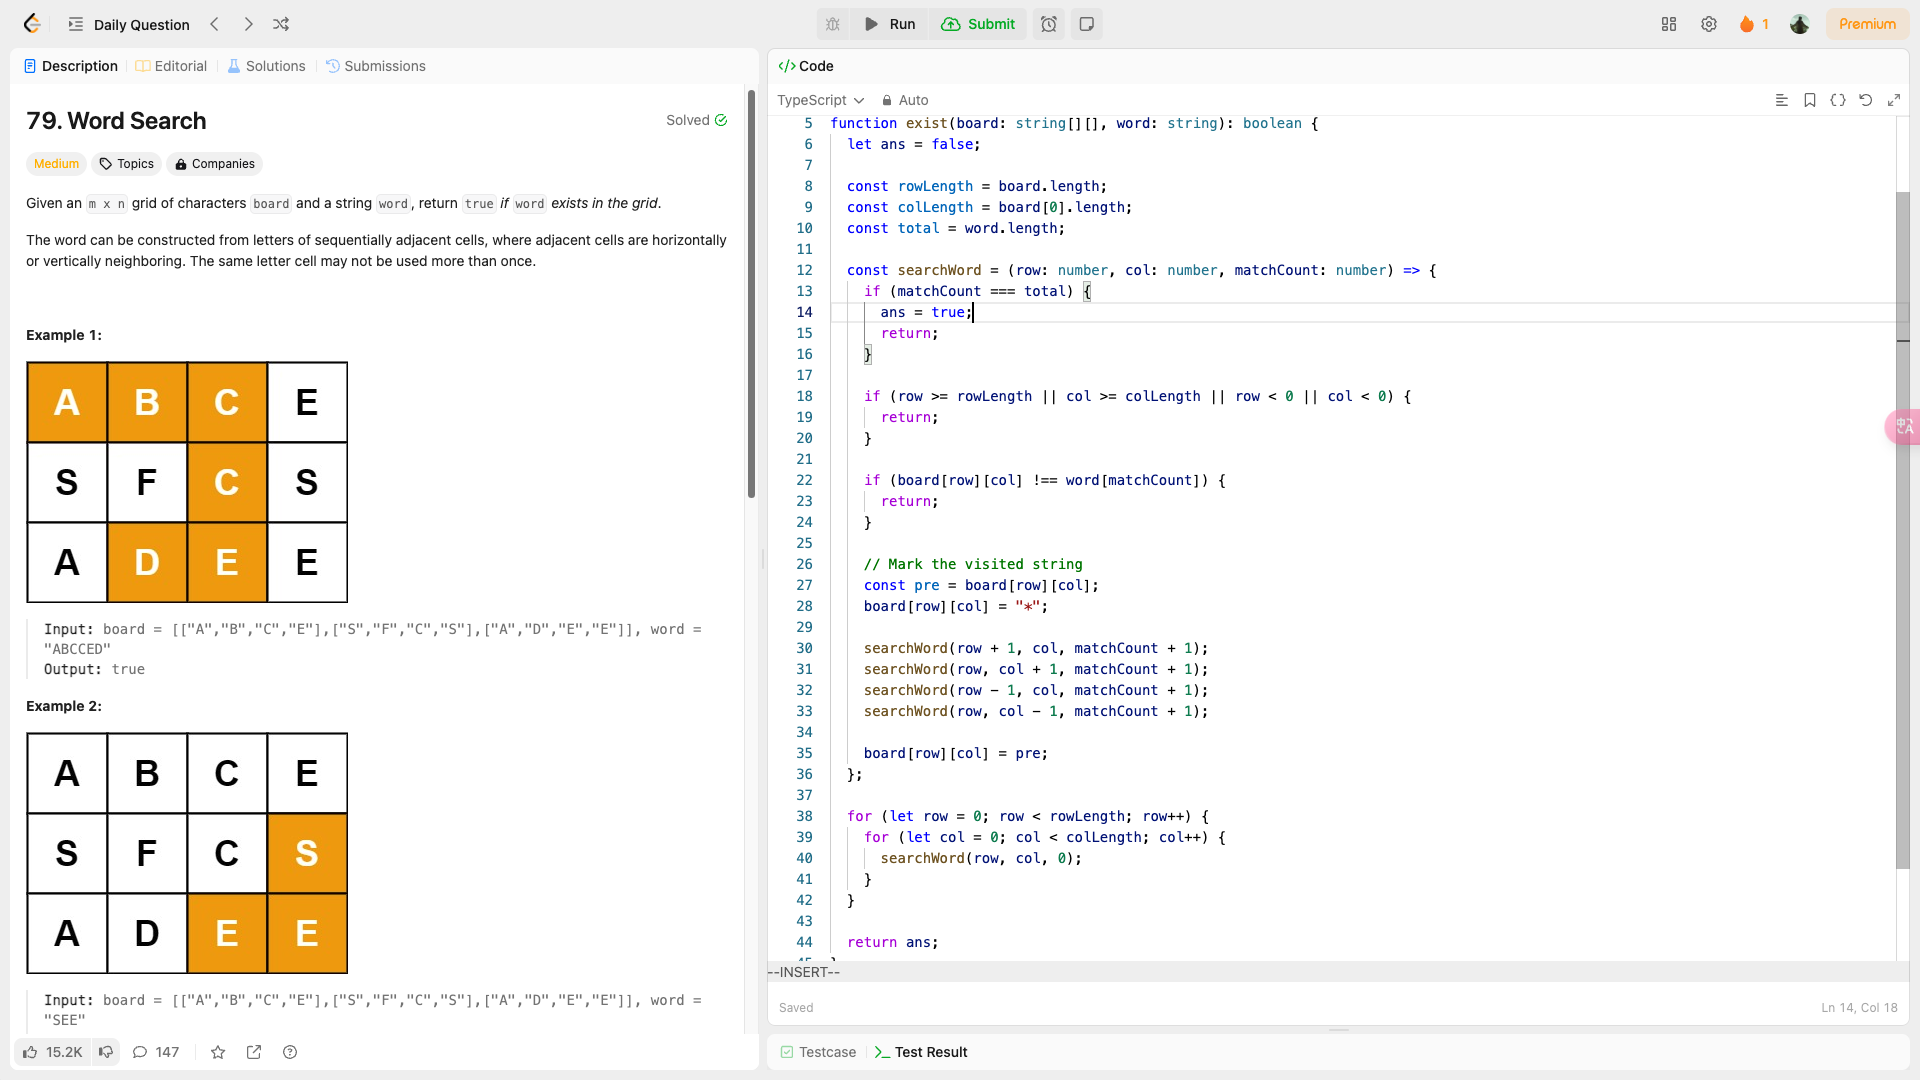 Daily Question
Run
Submit
1
Premium
Description
Editorial
Solutions
Submissions
79. Word Search
Solved
Medium
Topics
Companies
Given an m x n grid of characters board and a string word, return true if word exists in the grid.
The word can be constructed from letters of sequentially adjacent cells, where adjacent cells are horizontally
or vertically neighboring. The same letter cell may not be used more than once.
Example 1:
A B C E
S F C S
A D E E
Input: board = [["A","B","C","E"],["S","F","C","S"],["A","D","E","E"]], word =
"ABCCED"
Output: true
Example 2:
A B C E
S F C S
A D E E
Input: board = [["A","B","C","E"],["S","F","C","S"],["A","D","E","E"]], word =
"SEE"
15.2K
147
</> Code
TypeScript
Auto
5 function exist(board: string[][], word: string): boolean {
6 let ans = false;
7
8 const rowLength = board.length;
9 const colLength = board[0].length;
10 const total = word.length;
11
12 const searchWord = (row: number, col: number, matchCount: number) => {
13 if (matchCount === total) {
14 ans = true;
15 return;
16 }
17
18 if (row >= rowLength || col >= colLength || row < 0 || col < 0) {
19 return;
20 }
21
22 if (board[row][col] !== word[matchCount]) {
23 return;
24 }
25
26 // Mark the visited string
27 const pre = board[row][col];
28 board[row][col] = "*";
29
30 searchWord(row + 1, col, matchCount + 1);
31 searchWord(row, col + 1, matchCount + 1);
32 searchWord(row - 1, col, matchCount + 1);
33 searchWord(row, col - 1, matchCount + 1);
34
35 board[row][col] = pre;
36 };
37
38 for (let row = 0; row < rowLength; row++) {
39 for (let col = 0; col < colLength; col++) {
40 searchWord(row, col, 0);
41 }
42 }
43
44 return ans;
--INSERT--
Saved
Ln 14, Col 18
Testcase
Test Result